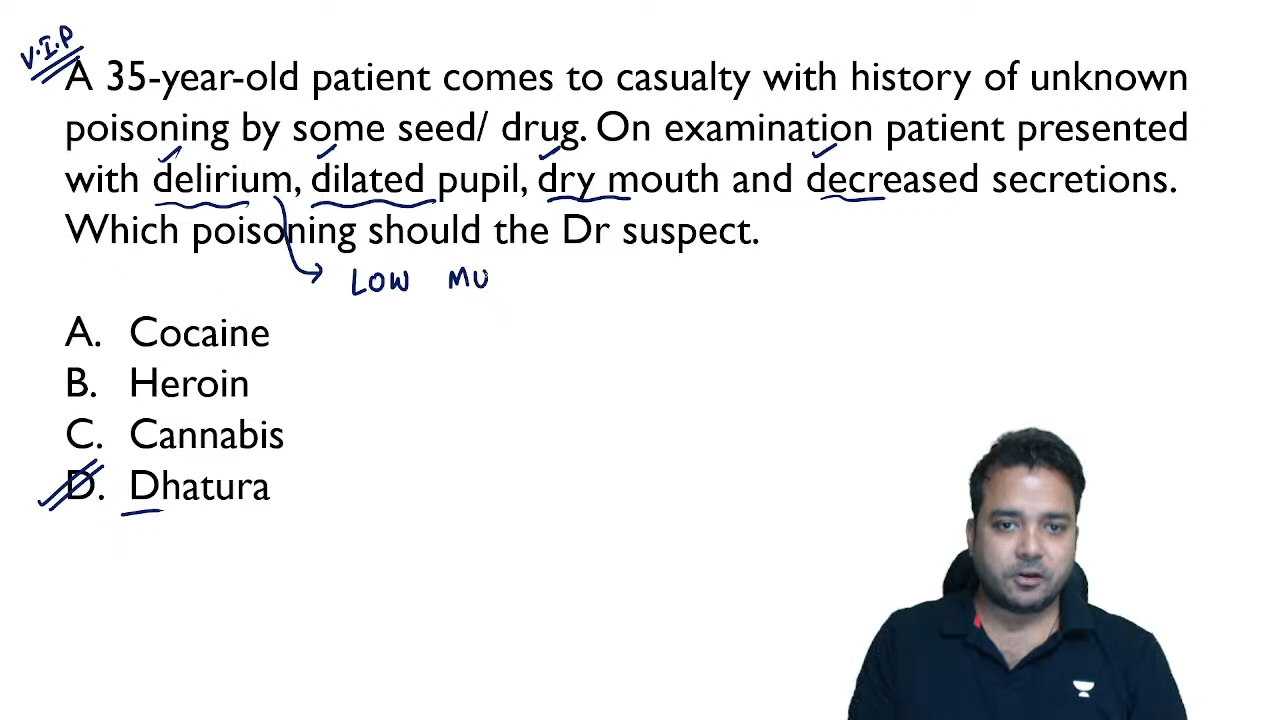 V.I.P
A 35-year-old patient comes to casualty with history of unknown
poisoning by some seed/ drug. On examination patient presented
with delirium, dilated pupil, dry mouth and decreased secretions.
Which poisoning should the Dr suspect.
LOW MU
A. Cocaine
B. Heroin
C. Cannabis
D. Dhatura